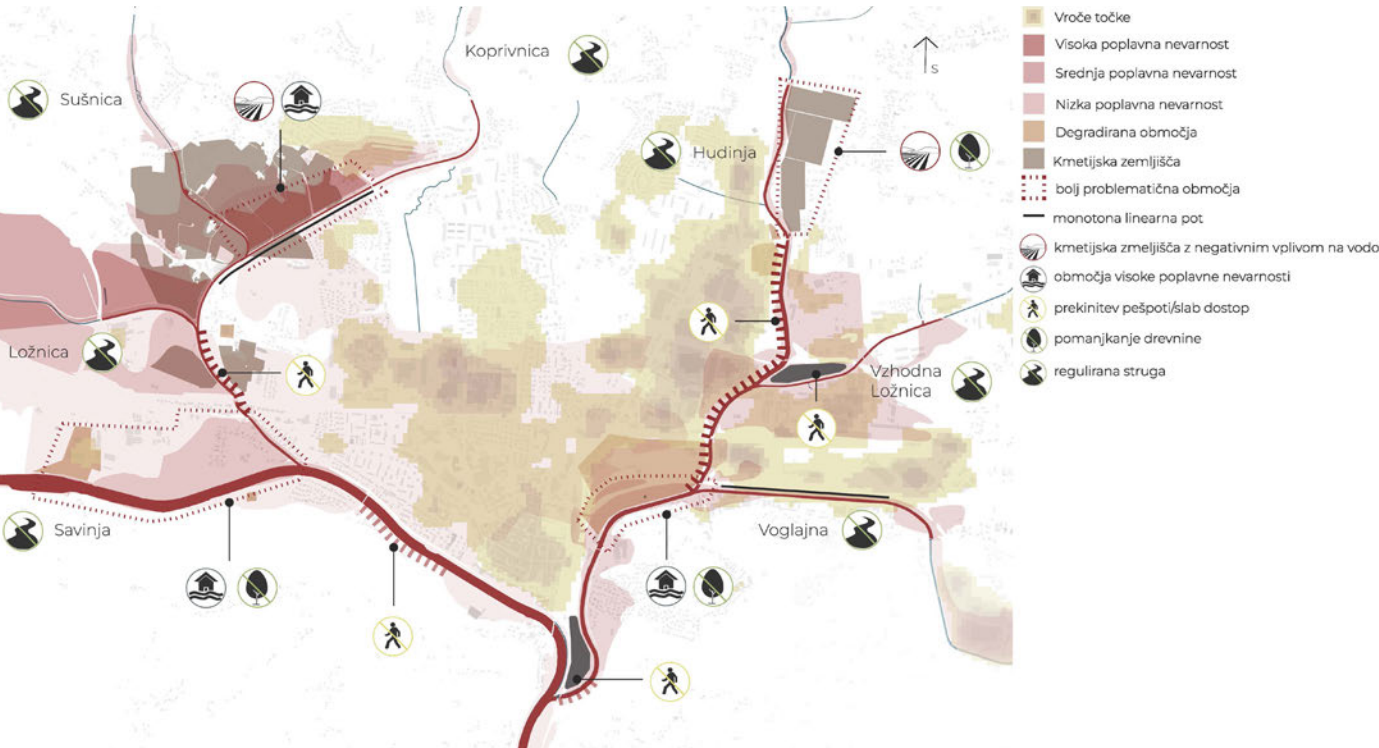 Koprivnica
Sušnica
Hudinja
Ložnica
Vzhodna
Ložnica
Savinja
Voglajna
S
Vroče točke
Visoka poplavna nevarnost
Srednja poplavna nevarnost
Nizka poplavna nevarnost
Degradirana območja
Kmetijska zemljišča
bolj problematična območja
monotona linearna pot
kmetijska zmeljišča z negativnim vplivom na vodo
območja visoke poplavne nevarnosti
prekinitev pešpoti/slab dostop
pomanjkanje drevnine
regulirana struga